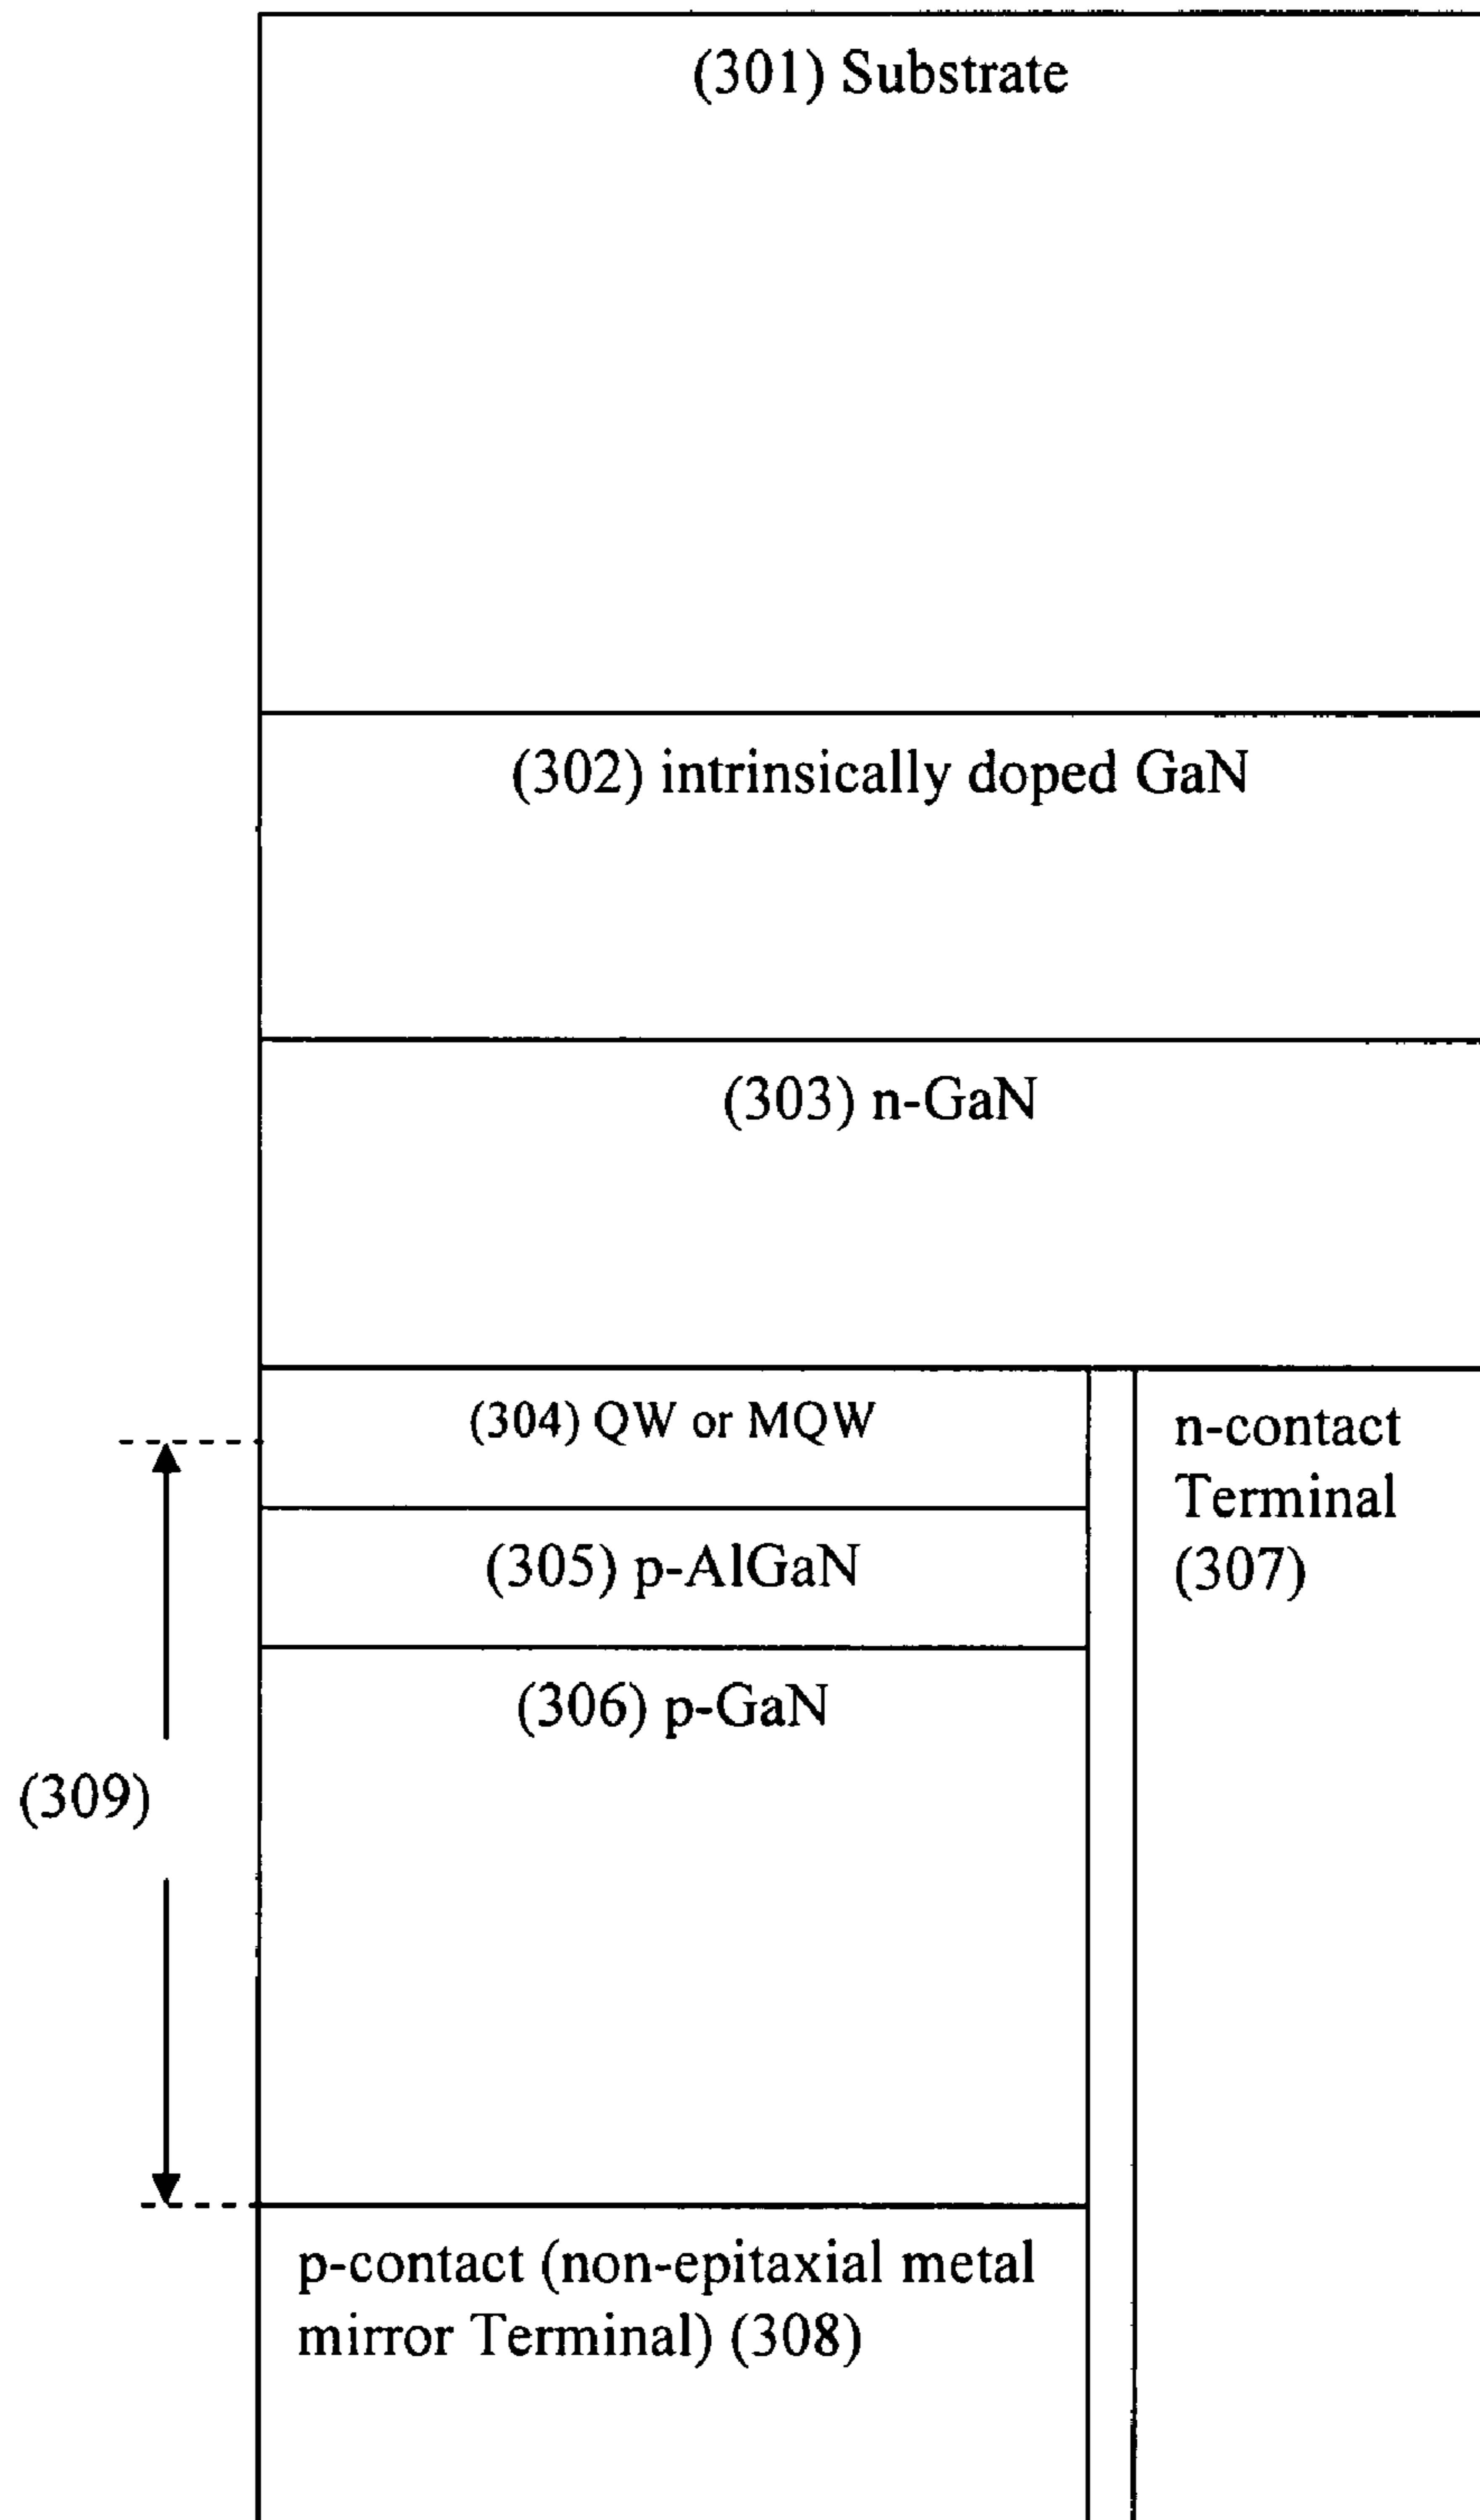 (301) Substrate
(302) intrinsically doped GaN
(303) n-GaN
(304) QW or MQW
n-contact
Terminal
(307)
(305) p-AlGaN
(306) p-GaN
(309)
p-contact (non-epitaxial metal
mirror Terminal) (308)